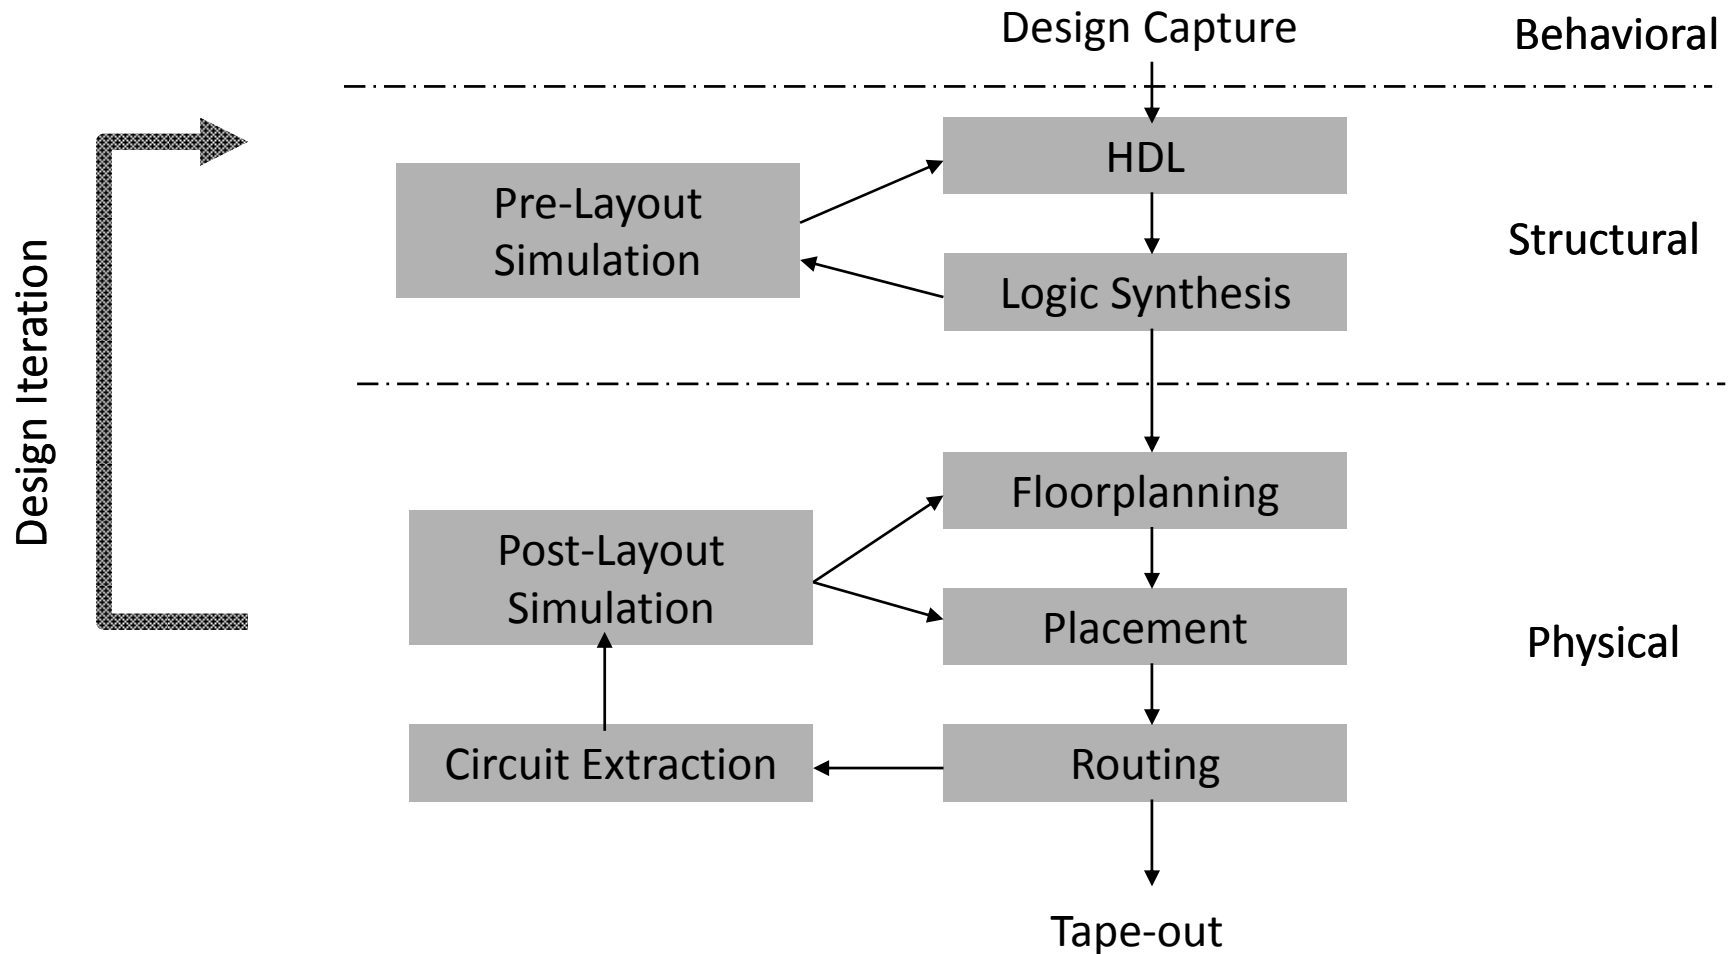 Design Capture
Behavioral
HDL
Pre-Layout
Simulation
Structural
Logic Synthesis
Design Iteration
Floorplanning
Post-Layout
Simulation
Placement
Physical
Circuit Extraction
Routing
Tape-out